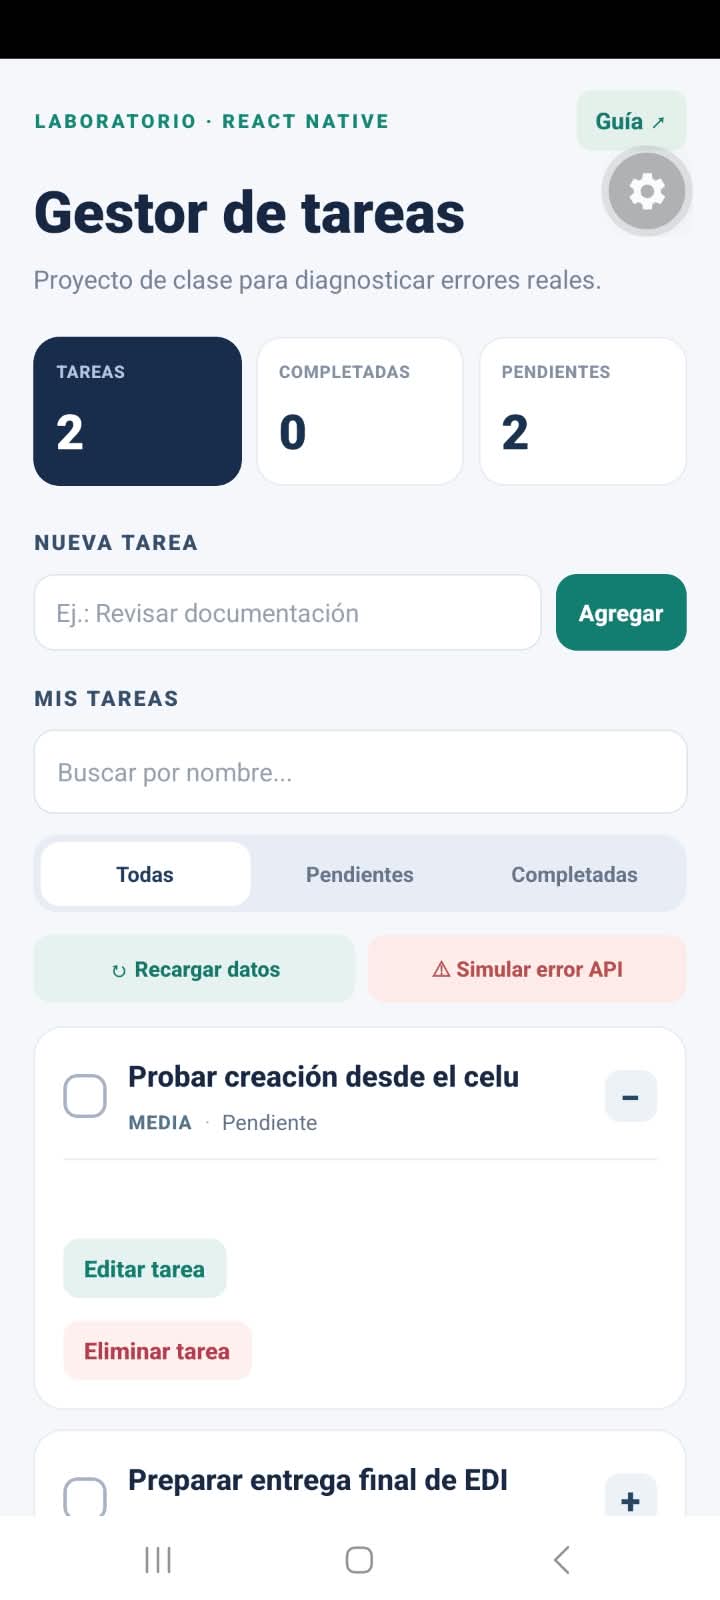 LABORATORIO · REACT NATIVE
Guía ↗
Gestor de tareas
Proyecto de clase para diagnosticar errores reales.
TAREAS
2
COMPLETADAS
0
PENDIENTES
2
NUEVA TAREA
Ej.: Revisar documentación
Agregar
MIS TAREAS
Buscar por nombre...
Todas
Pendientes
Completadas
↻ Recargar datos
⚠ Simular error API
Probar creación desde el celu
−
MEDIA · Pendiente
Editar tarea
Eliminar tarea
Preparar entrega final de EDI
+